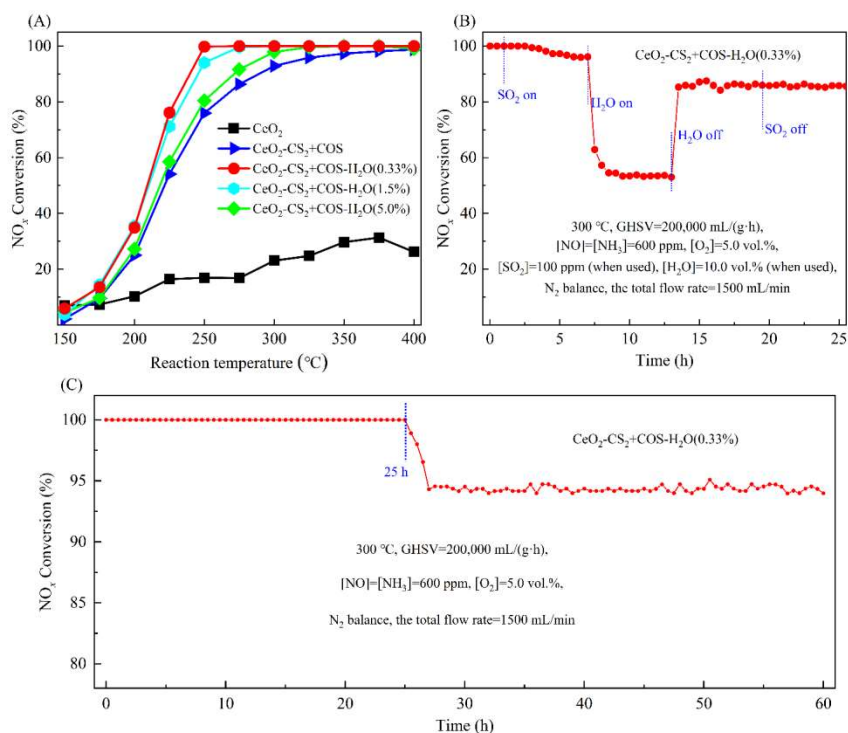 (A)
100
80
60
40
20
NOx Conversion (%)
CeO2
CeO2-CS2+COS
CeO2-CS2+COS-H2O(0.33%)
CeO2-CS2+COS-H2O(1.5%)
CeO2-CS2+COS-H2O(5.0%)
150 200 250 300 350 400
Reaction temperature (℃)
(B)
100
80
60
40
20
0
NOx Conversion (%)
CeO2-CS2+COS-H2O(0.33%)
SO2 on
H2O on
H2O off
SO2 off
300 ℃, GHSV=200,000 mL/(g·h),
[NO]=[NH3]=600 ppm, [O2]=5.0 vol.%,
[SO2]=100 ppm (when used), [H2O]=10.0 vol.% (when used),
N2 balance, the total flow rate=1500 mL/min
0 5 10 15 20 25
Time (h)
(C)
100
95
90
85
80
NOx Conversion (%)
CeO2-CS2+COS-H2O(0.33%)
25 h
300 ℃, GHSV=200,000 mL/(g·h),
[NO]=[NH3]=600 ppm, [O2]=5.0 vol.%,
N2 balance, the total flow rate=1500 mL/min
0 10 20 30 40 50 60
Time (h)